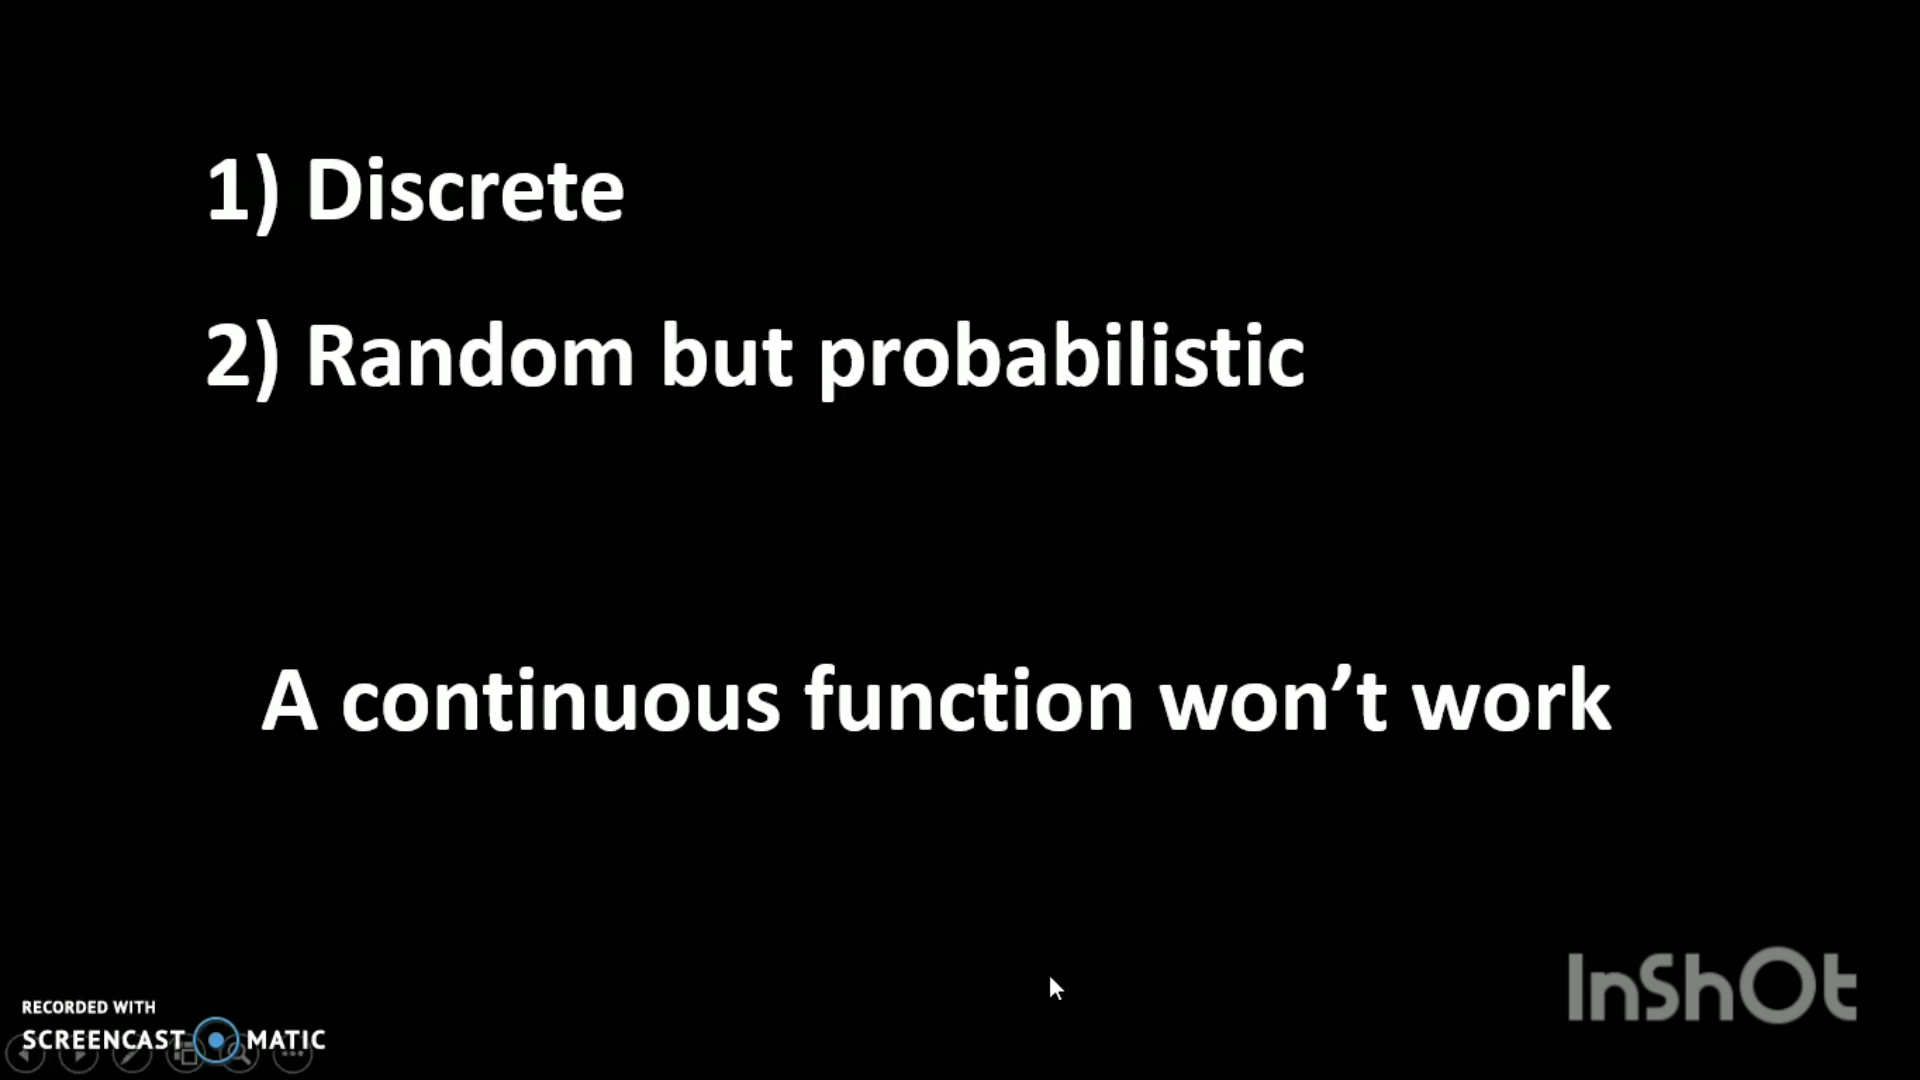 1) Discrete
2) Random but probabilistic
A continuous function won’t work
InShOt
RECORDED WITH
SCREENCAST MATIC